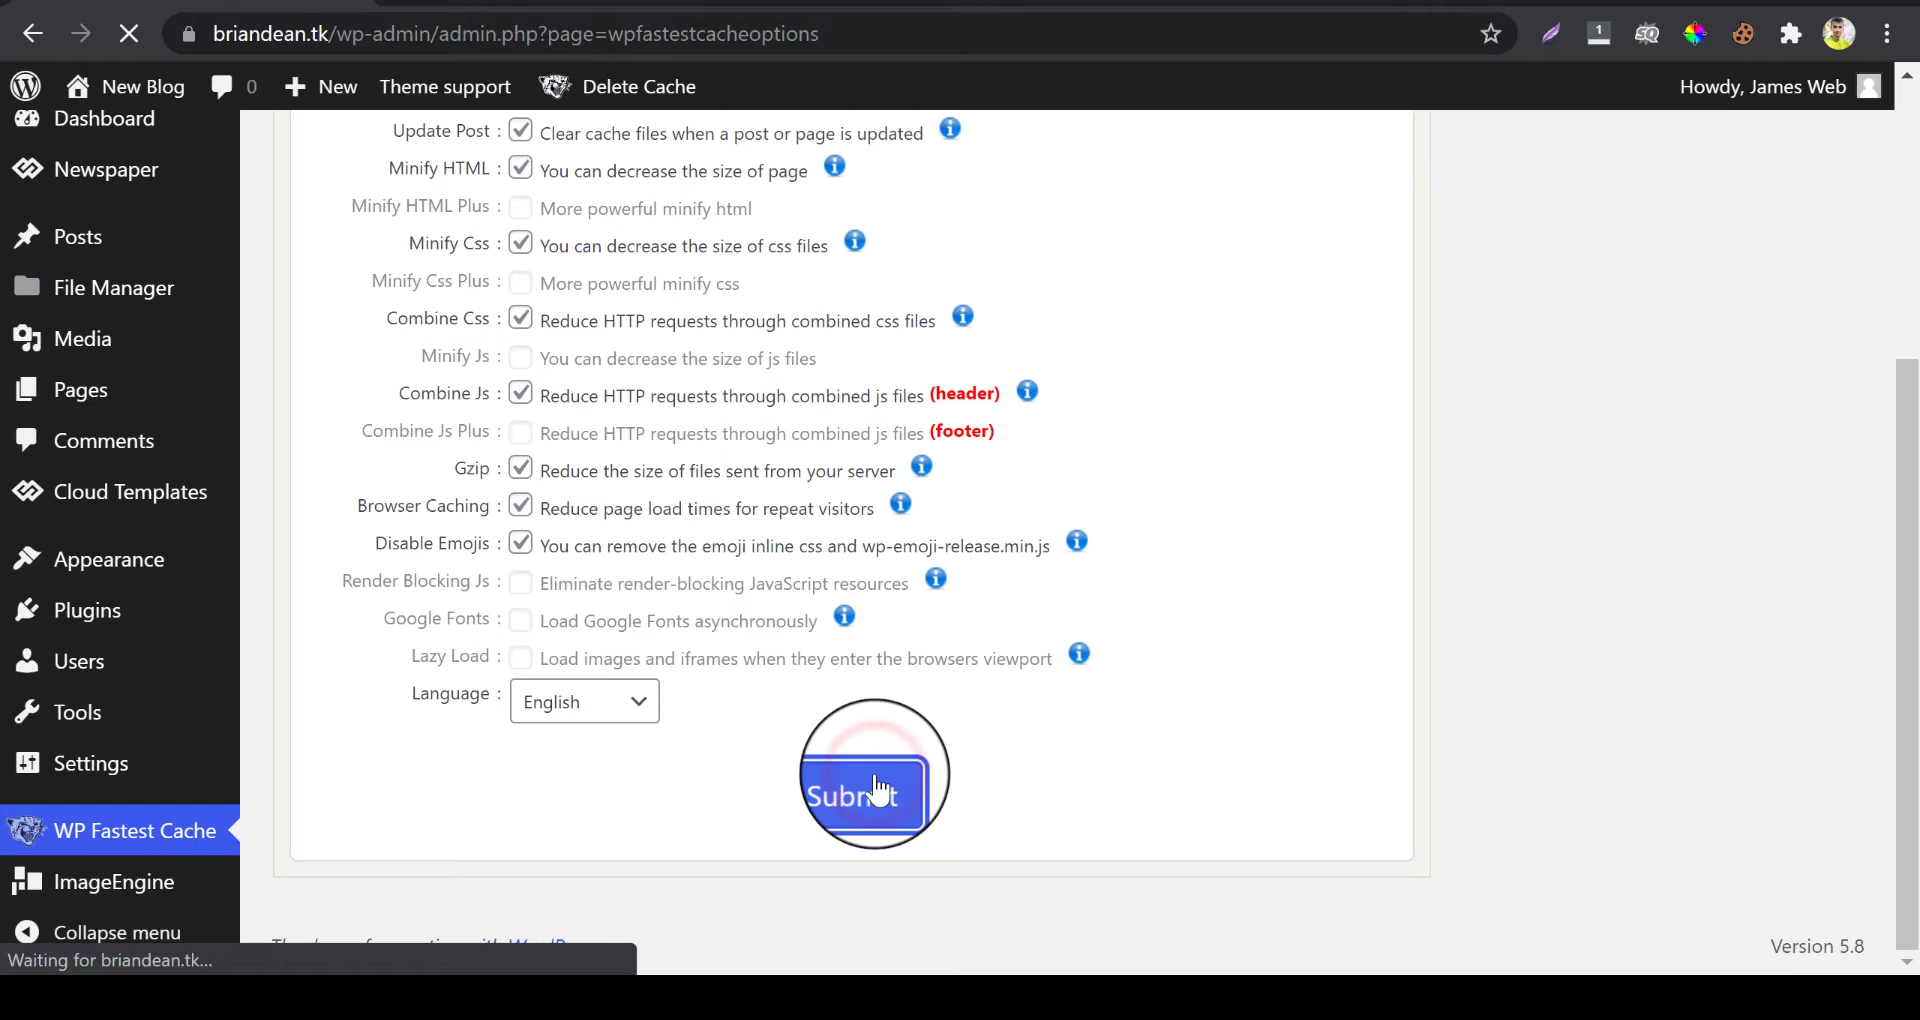 briandean.tk/wp-admin/admin.php?page=wpfastestcacheoptions
1
New Blog 0 New Theme support Delete Cache Howdy, James Web
Dashboard
Newspaper
Posts
File Manager
Media
Pages
Comments
Cloud Templates
Appearance
Plugins
Users
Tools
Settings
WP Fastest Cache
ImageEngine
Collapse menu
Update Post : Clear cache files when a post or page is updated
Minify HTML : You can decrease the size of page
Minify HTML Plus : More powerful minify html
Minify Css : You can decrease the size of css files
Minify Css Plus : More powerful minify css
Combine Css : Reduce HTTP requests through combined css files
Minify Js : You can decrease the size of js files
Combine Js : Reduce HTTP requests through combined js files (header)
Combine Js Plus : Reduce HTTP requests through combined js files (footer)
Gzip : Reduce the size of files sent from your server
Browser Caching : Reduce page load times for repeat visitors
Disable Emojis : You can remove the emoji inline css and wp-emoji-release.min.js
Render Blocking Js : Eliminate render-blocking JavaScript resources
Google Fonts : Load Google Fonts asynchronously
Lazy Load : Load images and iframes when they enter the browsers viewport
Language : English
Submit
Version 5.8
Waiting for briandean.tk...